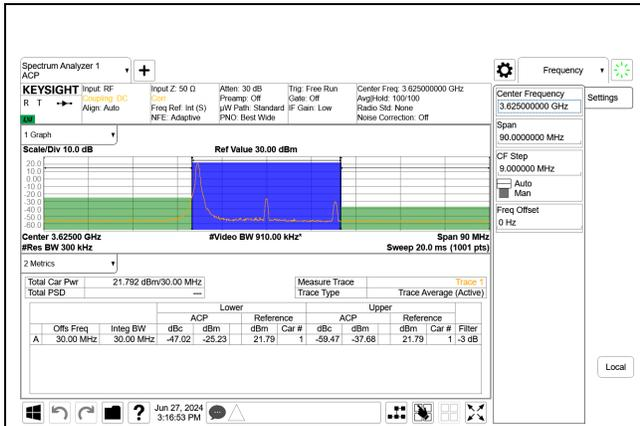 Spectrum Analyzer 1
ACP
Frequency
KEYSIGHT
R T
LXI
Input: RF
Coupling: DC
Align: Auto
Input Z: 50 Ω
Corr
Freq Ref: Int (S)
NFE: Adaptive
Atten: 30 dB
Preamp: Off
µW Path: Standard
PNO: Best Wide
Trig: Free Run
Gate: Off
IF Gain: Low
Center Freq: 3.625000000 GHz
Avg|Hold: 100/100
Radio Std: None
Noise Correction: Off
Center Frequency
3.625000000 GHz
Settings
Span
90.0000000 MHz
CF Step
9.000000 MHz
Auto
Man
Freq Offset
0 Hz
Local
1 Graph
Scale/Div 10.0 dB
Ref Value 30.00 dBm
20.0
10.0
0.00
-10.0
-20.0
-30.0
-40.0
-50.0
-60.0
Center 3.62500 GHz
#Video BW 910.00 kHz*
Span 90 MHz
#Res BW 300 kHz
Sweep 20.0 ms (1001 pts)
2 Metrics
Total Car Pwr 21.792 dBm/30.00 MHz
Total PSD ---
Measure Trace Trace 1
Trace Type Trace Average (Active)
Lower Upper
ACP Reference ACP Reference
Offs Freq Integ BW dBc dBm dBm Car # dBc dBm dBm Car # Filter
A 30.00 MHz 30.00 MHz -47.02 -25.23 21.79 1 -59.47 -37.68 21.79 1 -3 dB
?
Jun 27, 2024
3:16:53 PM